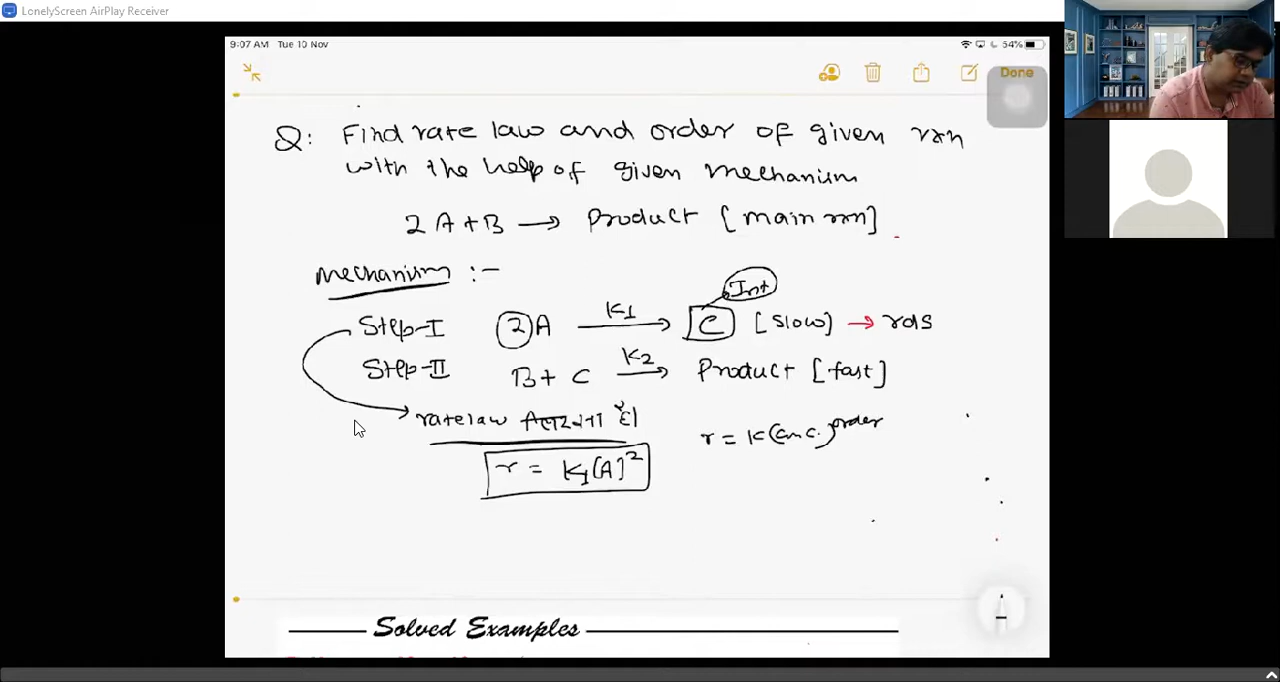 LonelyScreen AirPlay Receiver
9:07 AM Tue 10 Nov
54%
Done
Q: Find rate law and order of given rxn
with the help of given mechanism
2A + B → Product [main rxn]
mechanism :-
Int
Step-I 2A K1 → C [slow] → rds
Step-II B + C K2 → Product [fast]
rate law
r = K(Conc.)^order
r = K1[A]^2
Solved Examples